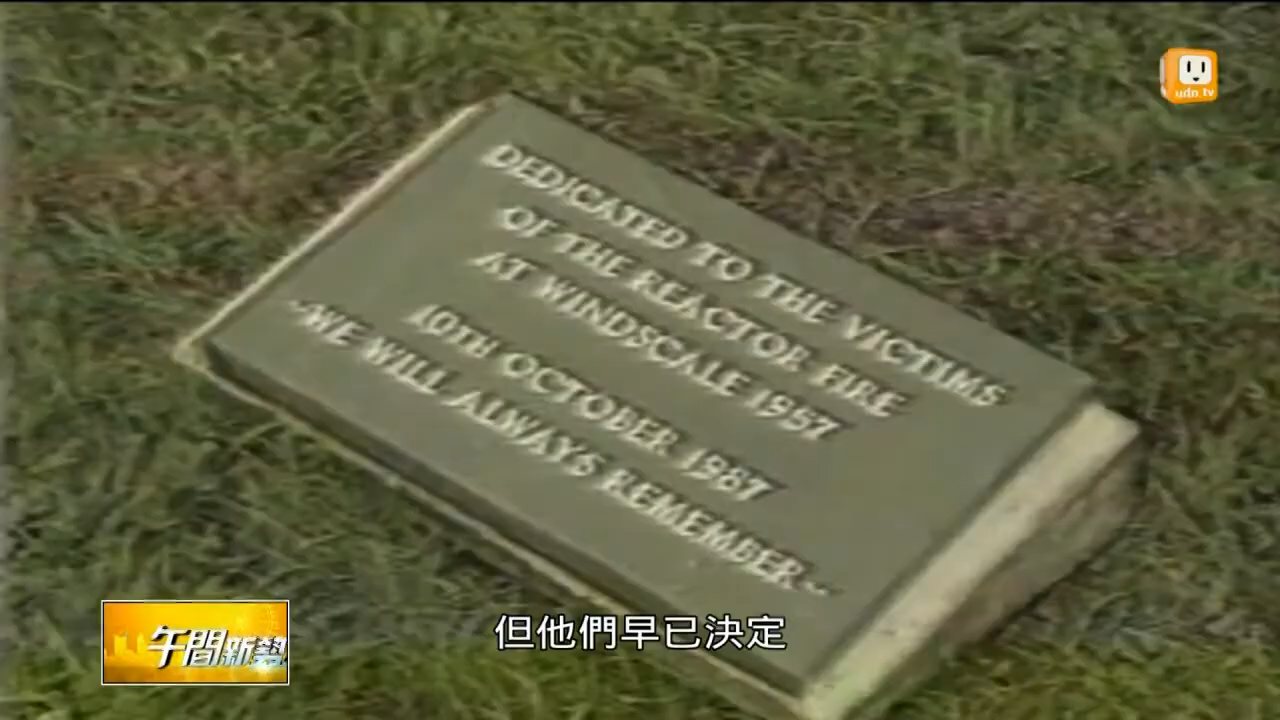 udn tv
DEDICATED TO THE VICTIMS
OF THE REACTOR FIRE
AT WINDSCALE 1957
10TH OCTOBER 1987
"WE WILL ALWAYS REMEMBER"
但他們早已決定
午間新勢